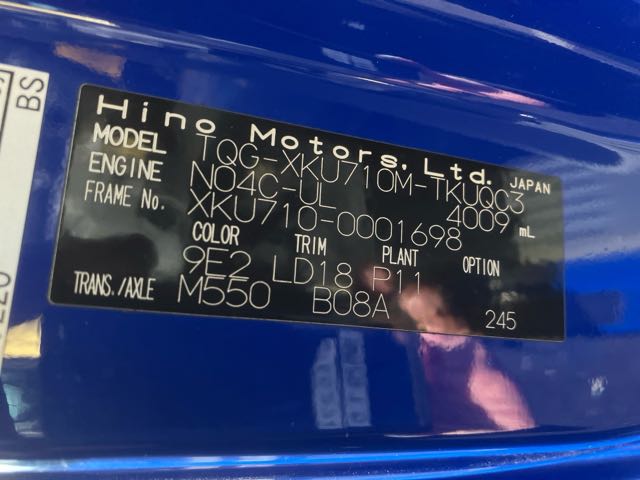 Hino Motors, Ltd. JAPAN
MODEL TQG-XKU710M-TKUQC3
ENGINE N04C-UL 4009 mL
FRAME No. XKU710-0001698
COLOR TRIM PLANT OPTION
9E2 LD18 P11
TRANS./AXLE M550 B08A 245
BS